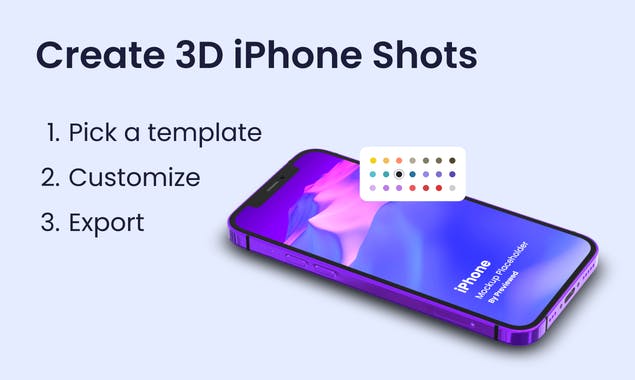 Create 3D iPhone Shots
1. Pick a template
2. Customize
3. Export
iPhone
Mockup Placeholder
By Previewed